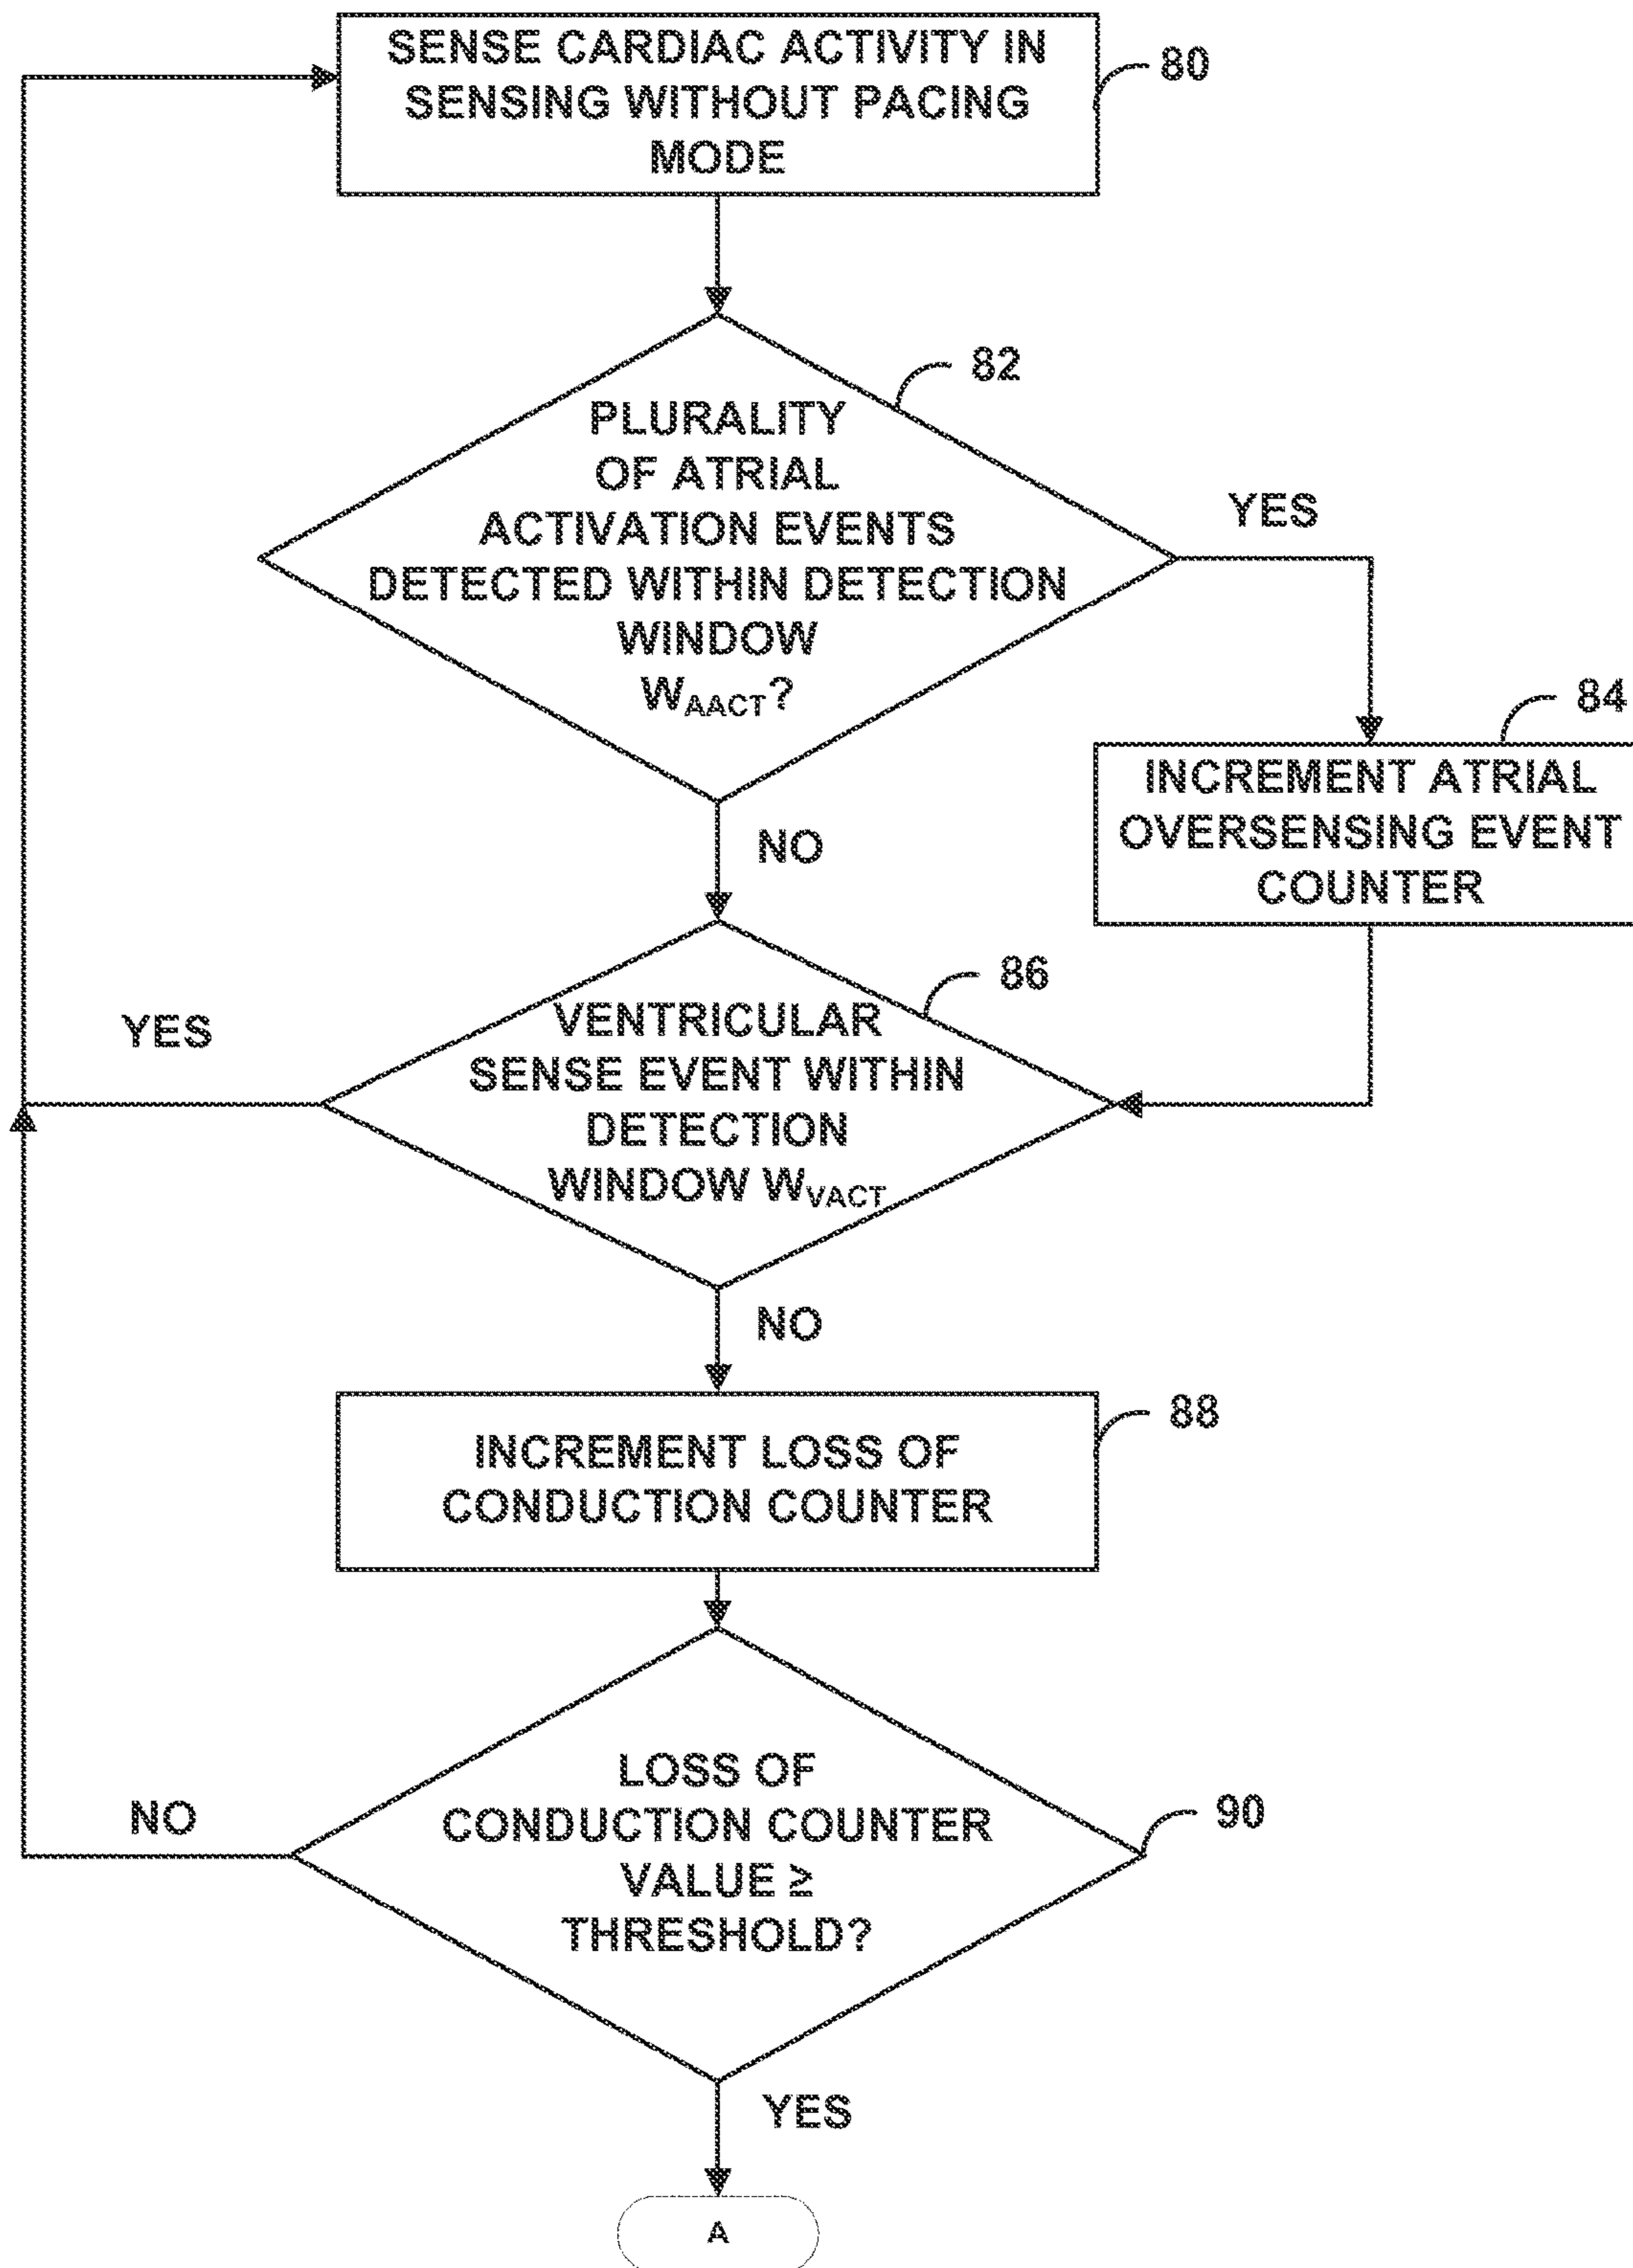 SENSE CARDIAC ACTIVITY IN
SENSING WITHOUT PACING
MODE
80
82
PLURALITY
OF ATRIAL
ACTIVATION EVENTS
DETECTED WITHIN DETECTION
WINDOW
WAACT?
YES
84
INCREMENT ATRIAL
OVERSENSING EVENT
COUNTER
NO
86
VENTRICULAR
SENSE EVENT WITHIN
DETECTION
WINDOW WVACT
YES
NO
88
INCREMENT LOSS OF
CONDUCTION COUNTER
90
LOSS OF
CONDUCTION COUNTER
VALUE ≥
THRESHOLD?
NO
YES
A